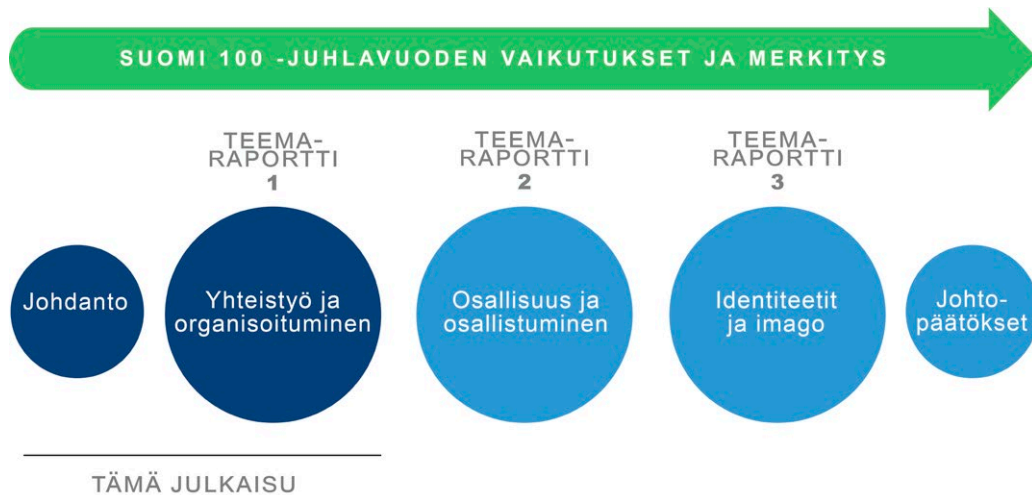 SUOMI 100 -JUHLAVUODEN VAIKUTUKSET JA MERKITYS
TEEMA-
RAPORTTI
1
TEEMA-
RAPORTTI
2
TEEMA-
RAPORTTI
3
Johdanto
Yhteistyö ja
organisoituminen
Osallisuus ja
osallistuminen
Identiteetit
ja imago
Johto-
päätökset
TÄMÄ JULKAISU